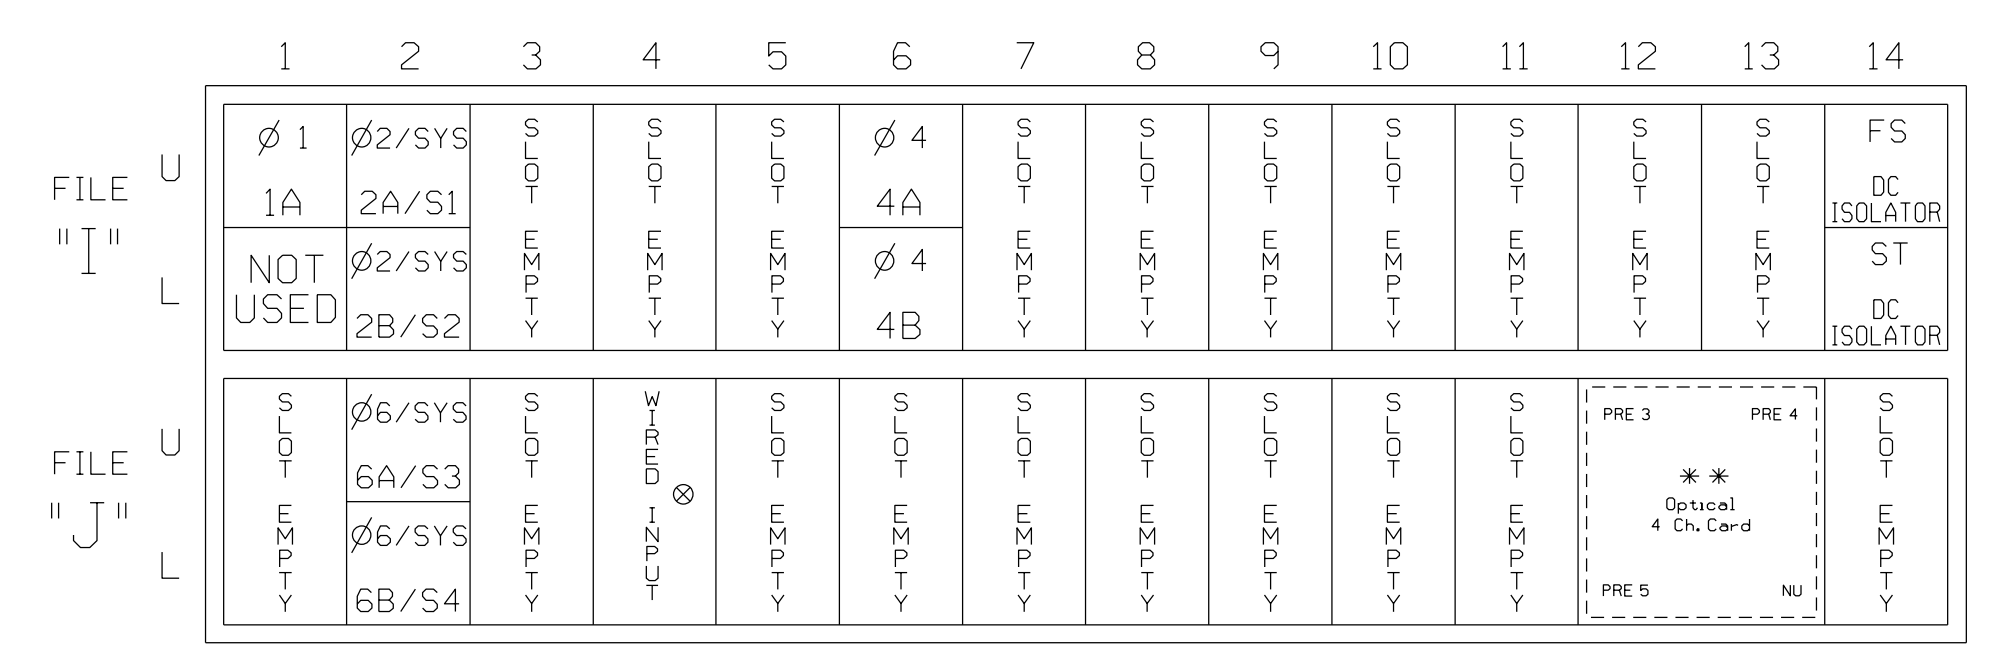 1 2 3 4 5 6 7 8 9 10 11 12 13 14
FILE "I"
U
L
Ø 1
1A
NOT USED
Ø2/SYS
2A/S1
Ø2/SYS
2B/S2
SLOT EMPTY
SLOT EMPTY
SLOT EMPTY
Ø 4
4A
Ø 4
4B
SLOT EMPTY
SLOT EMPTY
SLOT EMPTY
SLOT EMPTY
SLOT EMPTY
SLOT EMPTY
SLOT EMPTY
FS
DC
ISOLATOR
ST
DC
ISOLATOR
FILE "J"
U
L
SLOT EMPTY
Ø6/SYS
6A/S3
Ø6/SYS
6B/S4
SLOT EMPTY
WIRED INPUT
⊗
SLOT EMPTY
SLOT EMPTY
SLOT EMPTY
SLOT EMPTY
SLOT EMPTY
SLOT EMPTY
SLOT EMPTY
PRE 3 PRE 4
**
Optical
4 Ch.Card
PRE 5 NU
SLOT EMPTY